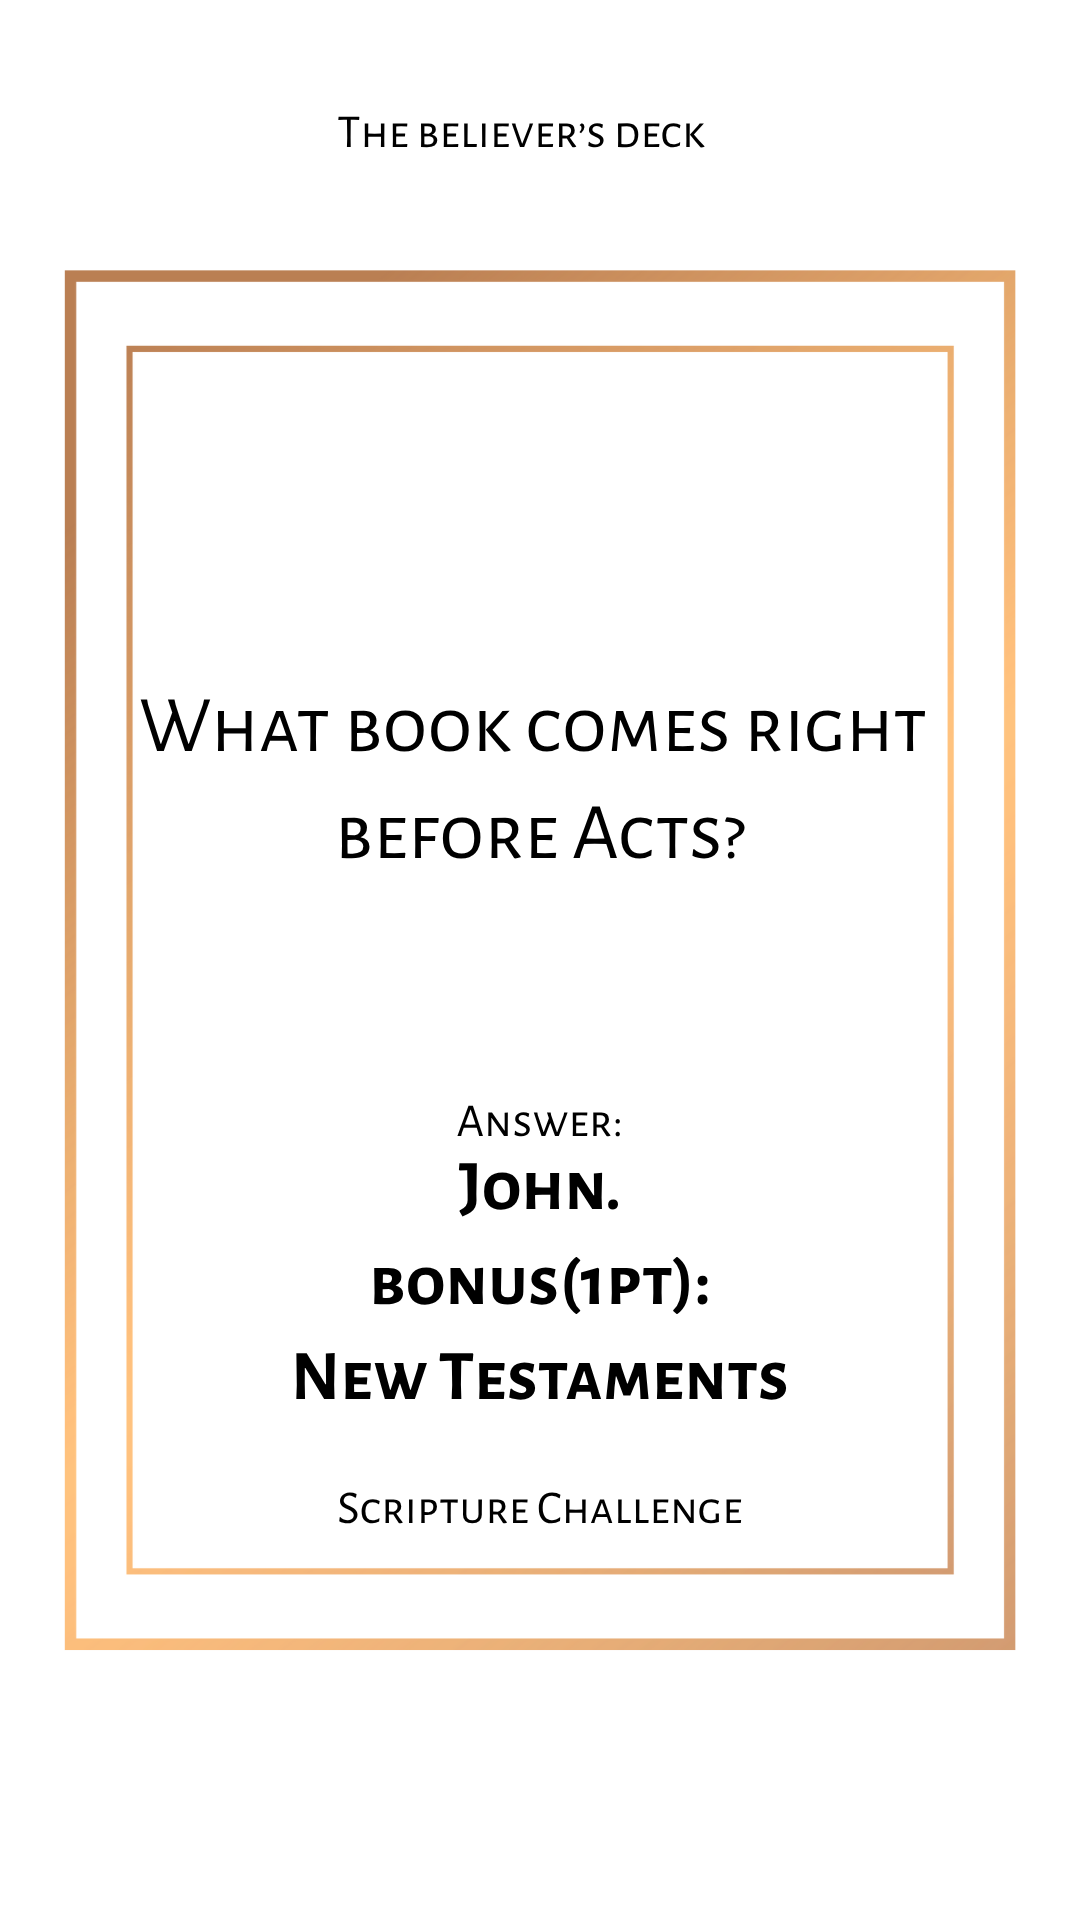 The believer's deck
What book comes right
before Acts?
Answer:
John.
bonus(1pt):
New Testaments
Scripture Challenge